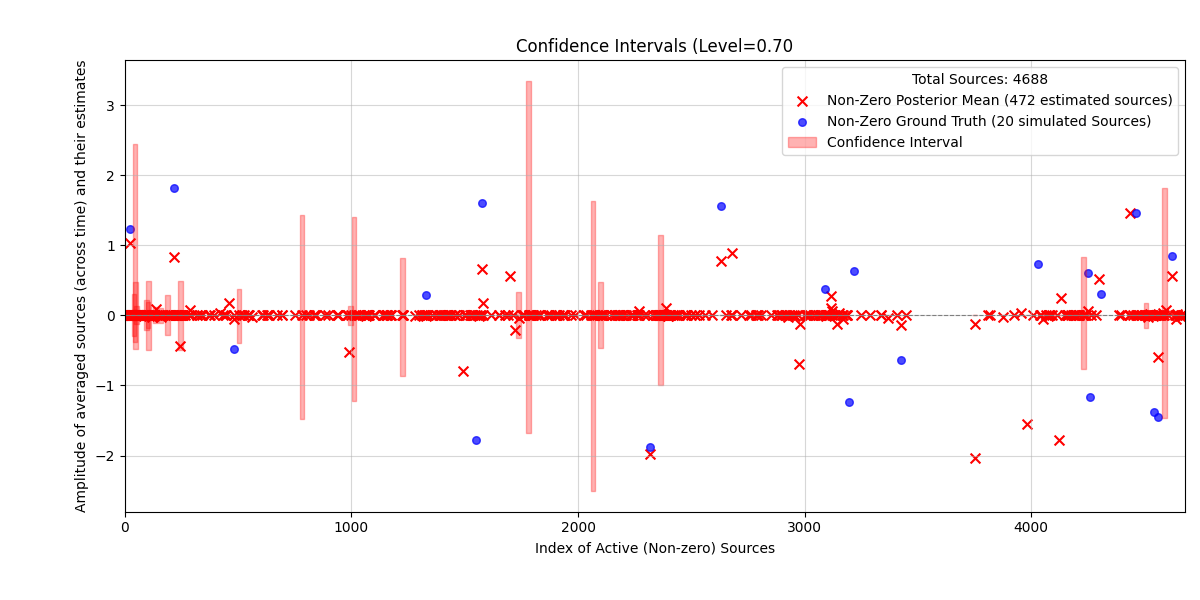 Confidence Intervals (Level=0.70
Amplitude of averaged sources (across time) and their estimates
3
2
1
0
−1
−2
Total Sources: 4688
Non-Zero Posterior Mean (472 estimated sources)
Non-Zero Ground Truth (20 simulated Sources)
Confidence Interval
0 1000 2000 3000 4000
Index of Active (Non-zero) Sources